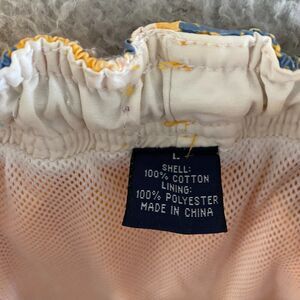 L
SHELL:
100% COTTON
LINING:
100% POLYESTER
MADE IN CHINA